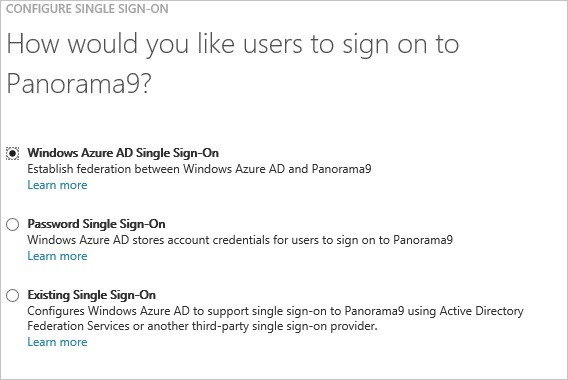 CONFIGURE SINGLE SIGN-ON
How would you like users to sign on to
Panorama9?
Windows Azure AD Single Sign-On
Establish federation between Windows Azure AD and Panorama9
Learn more
Password Single Sign-On
Windows Azure AD stores account credentials for users to sign on to Panorama9
Learn more
Existing Single Sign-On
Configures Windows Azure AD to support single sign-on to Panorama9 using Active Directory
Federation Services or another third-party single sign-on provider.
Learn more